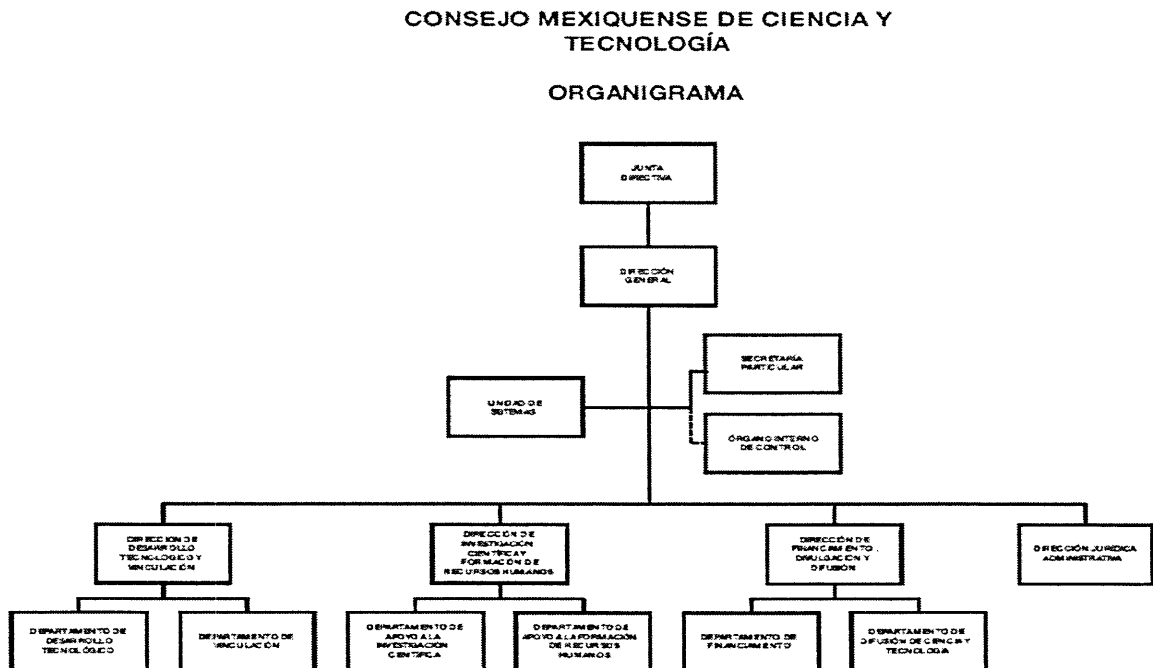 CONSEJO MEXIQUENSE DE CIENCIA Y
TECNOLOGÍA
ORGANIGRAMA
JUNTA
DIRECTIVA
DIRECCIÓN
GENERAL
SECRETARÍA
PARTICULAR
UNIDAD DE
SISTEMAS
ÓRGANO INTERNO
DE CONTROL
DIRECCIÓN DE
DESARROLLO
TECNOLÓGICO Y
VINCULACIÓN
DIRECCIÓN DE
INVESTIGACIÓN
CIENTÍFICA Y
FORMACIÓN DE
RECURSOS HUMANOS
DIRECCIÓN DE
FINANCIAMIENTO,
DIVULGACIÓN Y
DIFUSIÓN
DIRECCIÓN JURÍDICA
ADMINISTRATIVA
DEPARTAMENTO DE
DESARROLLO
TECNOLÓGICO
DEPARTAMENTO DE
VINCULACIÓN
DEPARTAMENTO DE
APOYO A LA
INVESTIGACIÓN
CIENTÍFICA
DEPARTAMENTO DE
APOYO A LA FORMACIÓN
DE RECURSOS
HUMANOS
DEPARTAMENTO DE
FINANCIAMIENTO
DEPARTAMENTO DE
DIFUSIÓN DE CIENCIA Y
TECNOLOGÍA